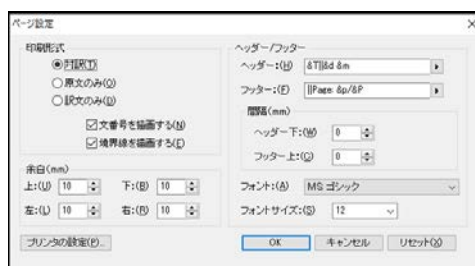 ページ設定
印刷形式
対訳(T)
原文のみ(O)
訳文のみ(D)
文番号を描画する(N)
境界線を描画する(E)
余白(mm)
上:(U) 10 下:(B) 10
左:(L) 10 右:(R) 10
プリンタの設定(P)...
ヘッダー/フッター
ヘッダー:(H) &T||&d &m
フッター:(F) ||Page: &p/&P
間隔(mm)
ヘッダー下:(W) 0
フッター上:(G) 0
フォント:(A) MS ゴシック
フォントサイズ:(S) 12
OK キャンセル リセット(X)